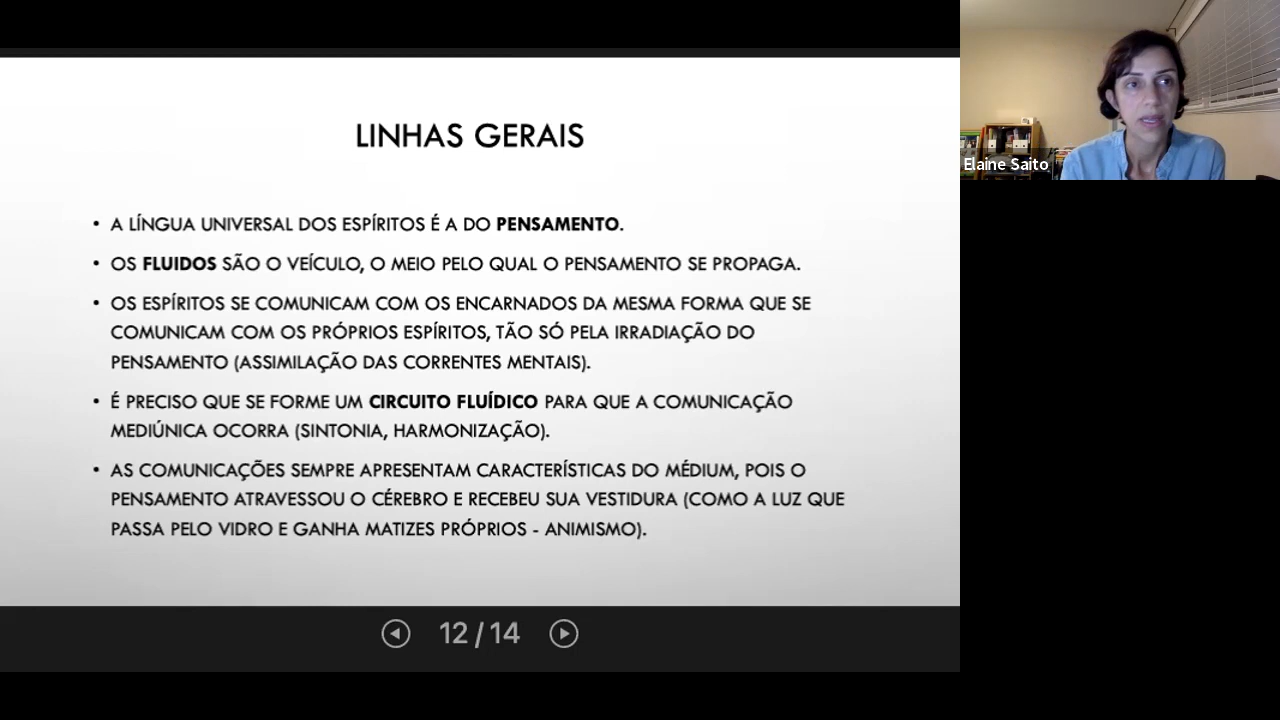 LINHAS GERAIS
• A LÍNGUA UNIVERSAL DOS ESPÍRITOS É A DO PENSAMENTO.
• OS FLUIDOS SÃO O VEÍCULO, O MEIO PELO QUAL O PENSAMENTO SE PROPAGA.
• OS ESPÍRITOS SE COMUNICAM COM OS ENCARNADOS DA MESMA FORMA QUE SE
COMUNICAM COM OS PRÓPRIOS ESPÍRITOS, TÃO SÓ PELA IRRADIAÇÃO DO
PENSAMENTO (ASSIMILAÇÃO DAS CORRENTES MENTAIS).
• É PRECISO QUE SE FORME UM CIRCUITO FLUÍDICO PARA QUE A COMUNICAÇÃO
MEDIÚNICA OCORRA (SINTONIA, HARMONIZAÇÃO).
• AS COMUNICAÇÕES SEMPRE APRESENTAM CARACTERÍSTICAS DO MÉDIUM, POIS O
PENSAMENTO ATRAVESSOU O CÉREBRO E RECEBEU SUA VESTIDURA (COMO A LUZ QUE
PASSA PELO VIDRO E GANHA MATIZES PRÓPRIOS - ANIMISMO).
12 / 14
Elaine Saito